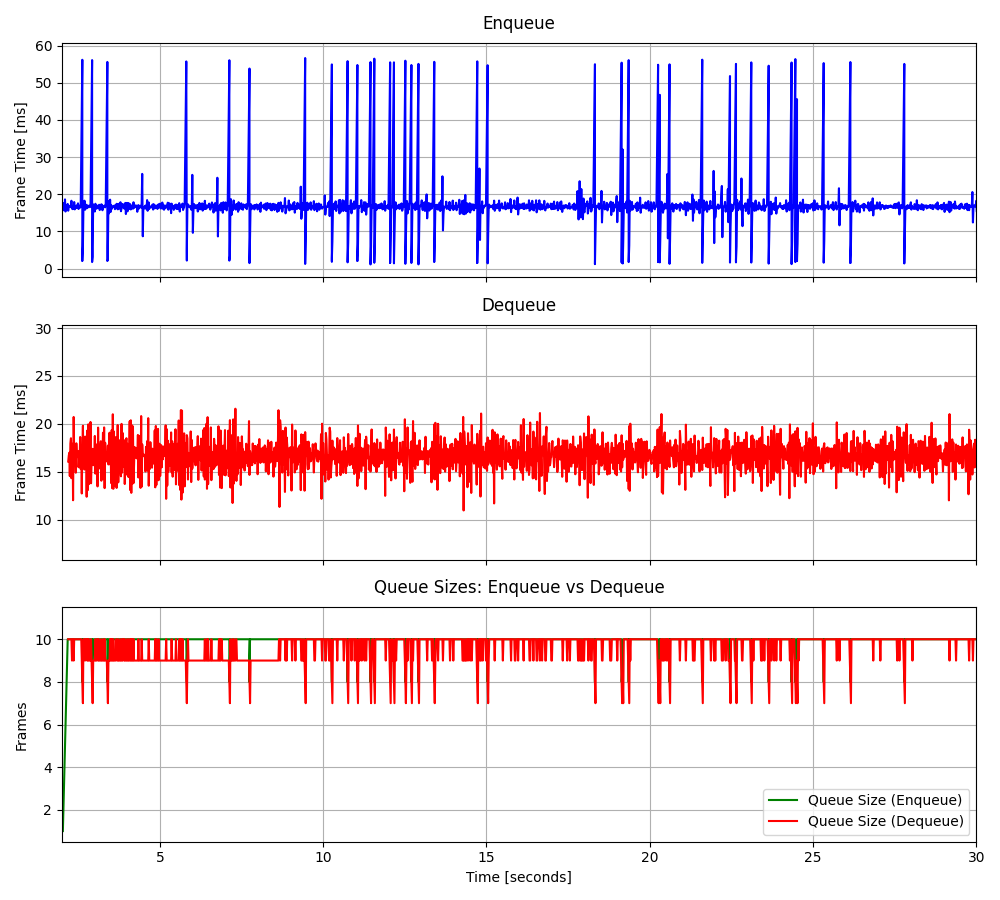 Enqueue
Frame Time [ms]
60
50
40
30
20
10
0
Dequeue
Frame Time [ms]
30
25
20
15
10
Queue Sizes: Enqueue vs Dequeue
Frames
10
8
6
4
2
Queue Size (Enqueue)
Queue Size (Dequeue)
5 10 15 20 25 30
Time [seconds]